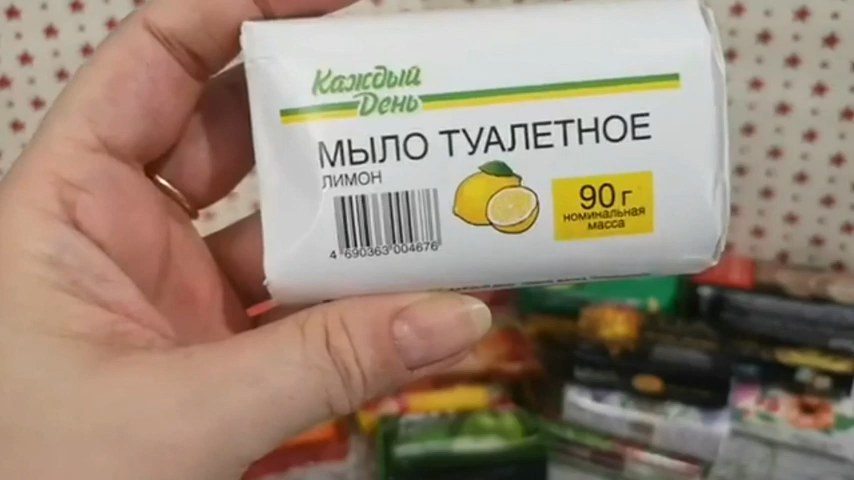 Каждый
День
МЫЛО ТУАЛЕТНОЕ
ЛИМОН
90 г
номинальная
масса
4 690363 004676